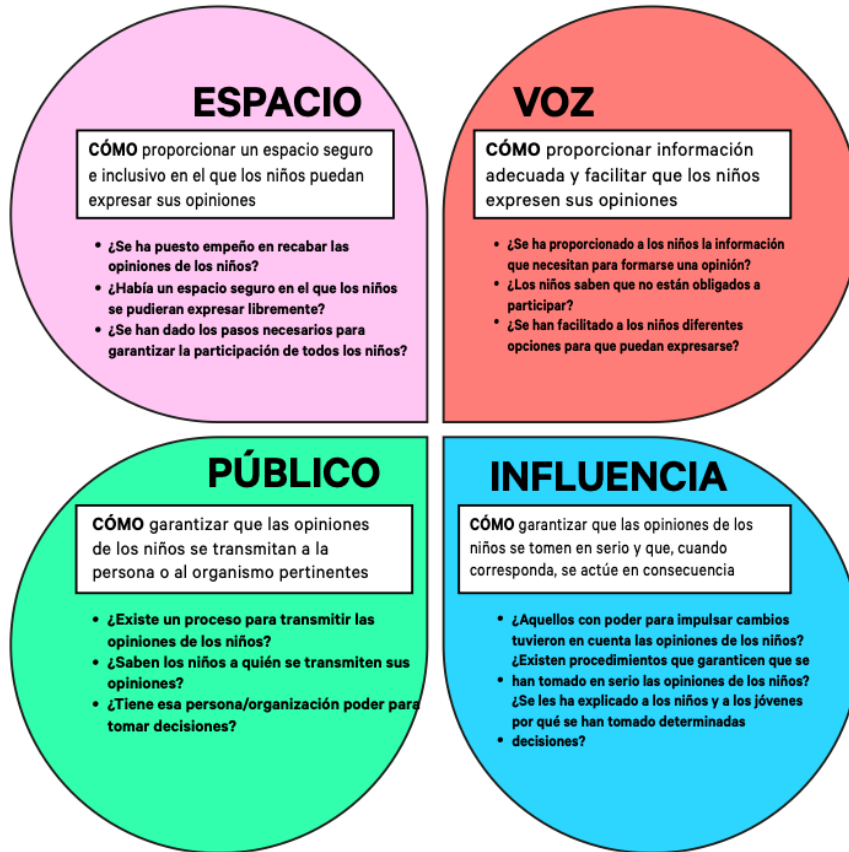 ESPACIO
CÓMO proporcionar un espacio seguro
e inclusivo en el que los niños puedan
expresar sus opiniones
• ¿Se ha puesto empeño en recabar las
opiniones de los niños?
• ¿Había un espacio seguro en el que los niños
se pudieran expresar libremente?
• ¿Se han dado los pasos necesarios para
garantizar la participación de todos los niños?
VOZ
CÓMO proporcionar información
adecuada y facilitar que los niños
expresen sus opiniones
• ¿Se ha proporcionado a los niños la información
que necesitan para formarse una opinión?
• ¿Los niños saben que no están obligados a
participar?
• ¿Se han facilitado a los niños diferentes
opciones para que puedan expresarse?
PÚBLICO
CÓMO garantizar que las opiniones
de los niños se transmitan a la
persona o al organismo pertinentes
• ¿Existe un proceso para transmitir las
opiniones de los niños?
• ¿Saben los niños a quién se transmiten sus
opiniones?
• ¿Tiene esa persona/organización poder para
tomar decisiones?
INFLUENCIA
CÓMO garantizar que las opiniones de los
niños se tomen en serio y que, cuando
corresponda, se actúe en consecuencia
• ¿Aquellos con poder para impulsar cambios
tuvieron en cuenta las opiniones de los niños?
¿Existen procedimientos que garanticen que se
• han tomado en serio las opiniones de los niños?
¿Se les ha explicado a los niños y a los jóvenes
por qué se han tomado determinadas
• decisiones?